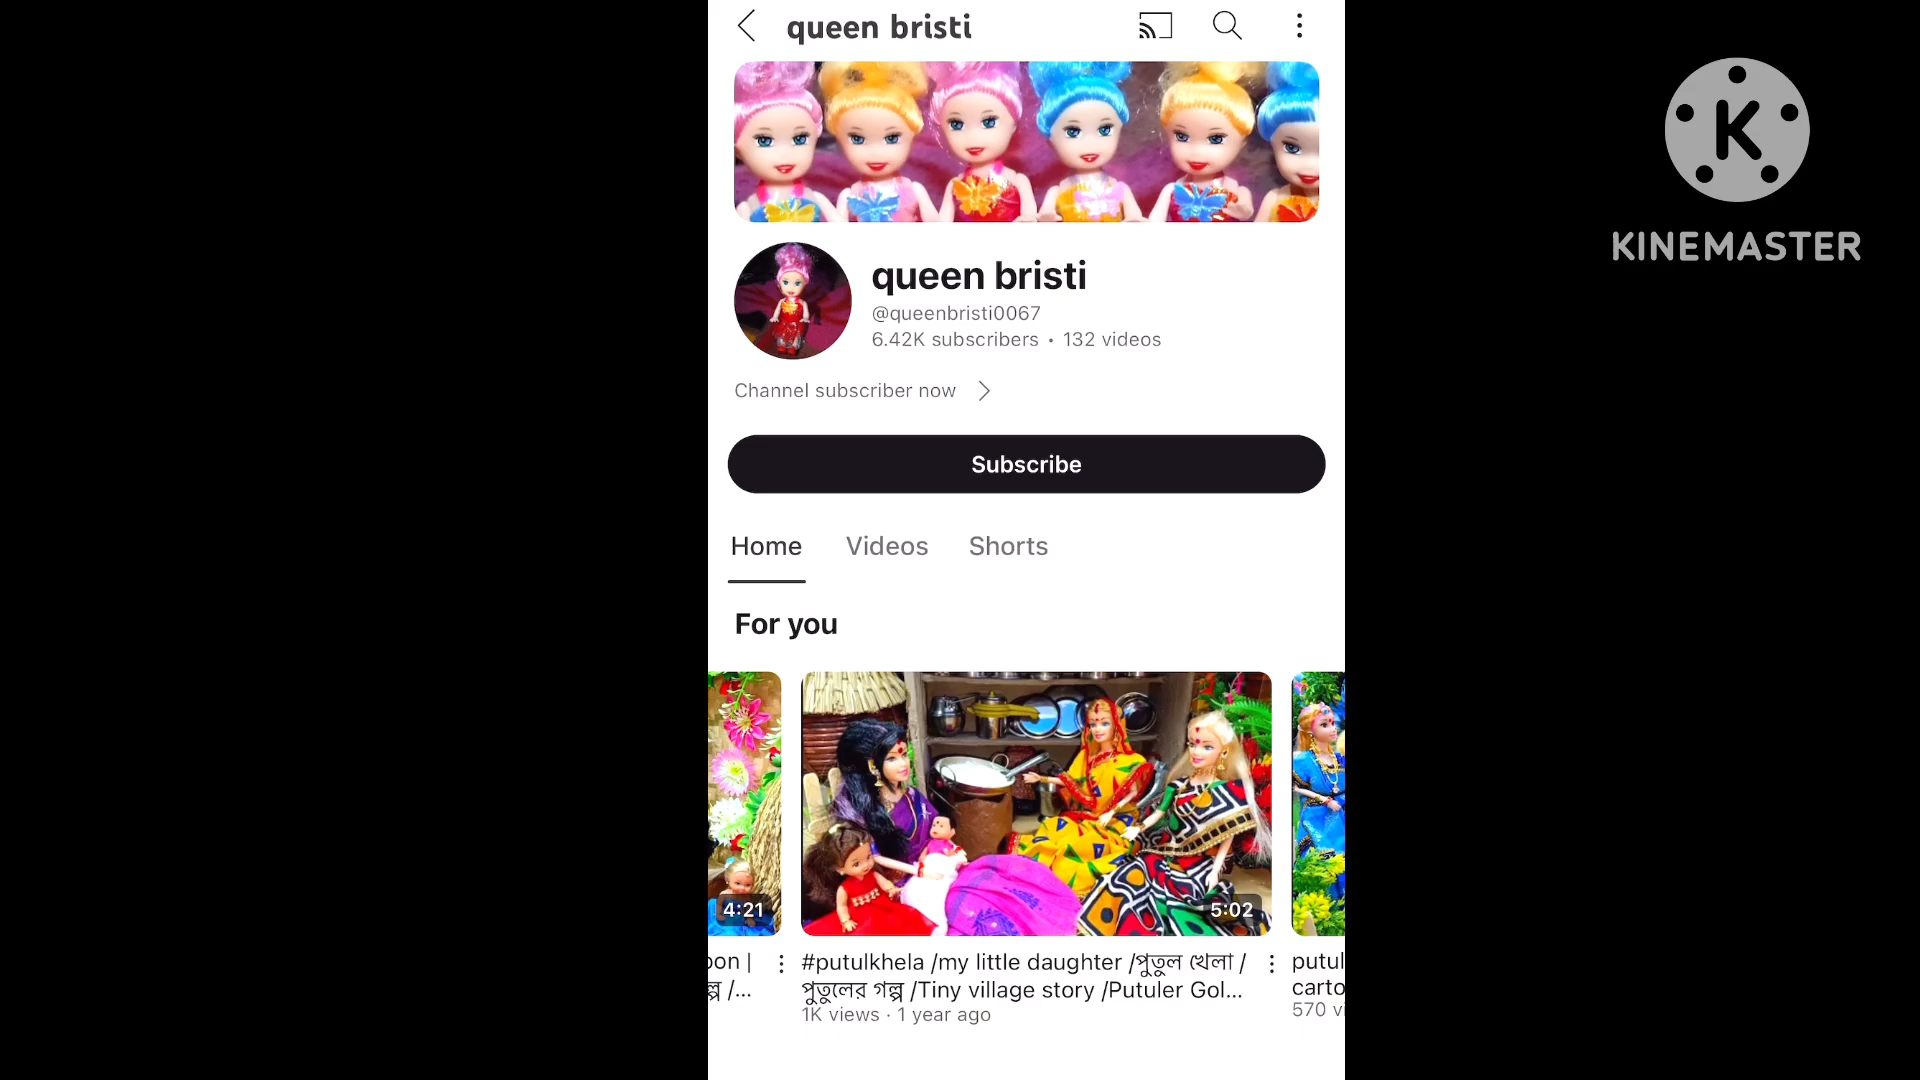 queen bristi
K
KINEMASTER
queen bristi
@queenbristi0067
6.42K subscribers • 132 videos
Channel subscriber now
Subscribe
Home Videos Shorts
For you
4:21
5:02
#putulkhela /my little daughter /পুতুল খেলা /
পুতুলের গল্প /Tiny village story /Putuler Gol...
1K views · 1 year ago
putul
carto
570 vi